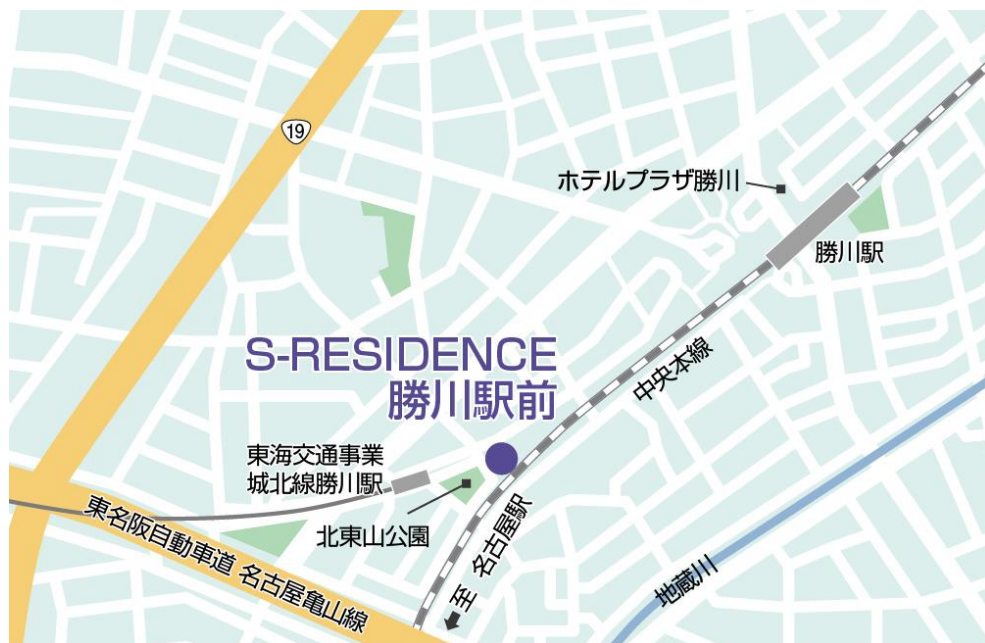 19
ホテルプラザ勝川
勝川駅
中央本線
S-RESIDENCE
勝川駅前
東海交通事業
城北線勝川駅
北東山公園
至 名古屋駅
東名阪自動車道 名古屋亀山線
地蔵川